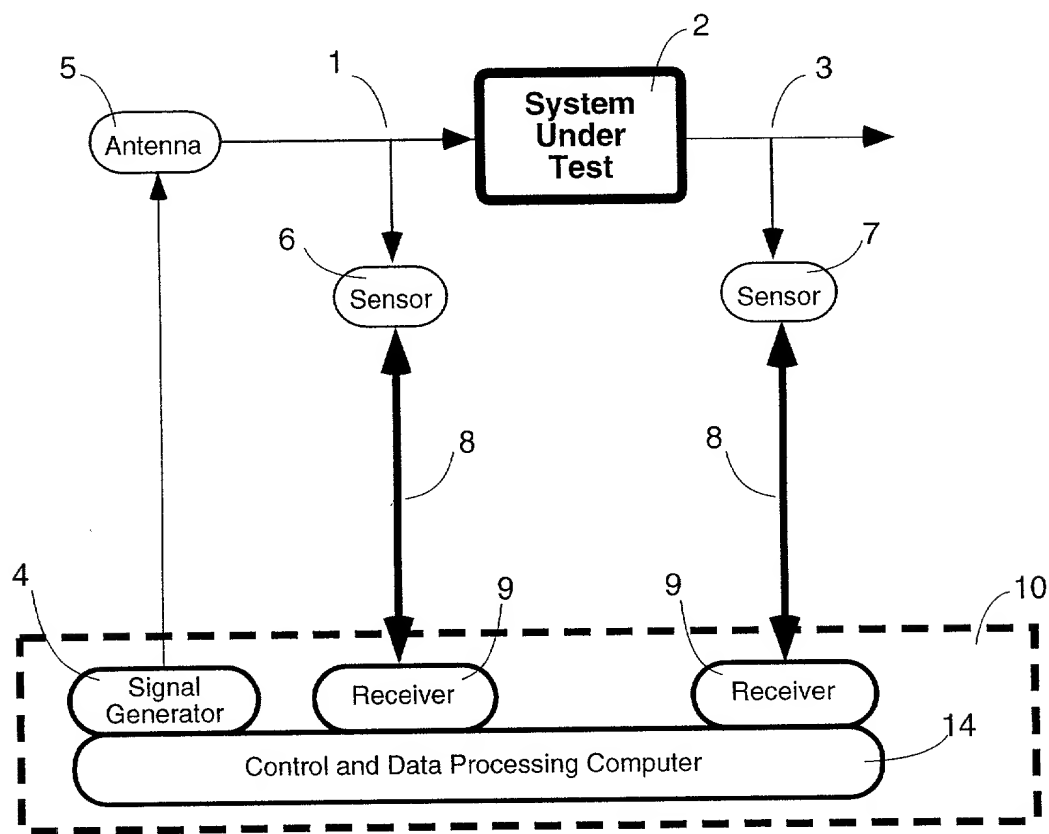 1
2
3
5
System
Under
Test
Antenna
6
7
Sensor
Sensor
8
8
4
9
9
10
Signal
Generator
Receiver
Receiver
14
Control and Data Processing Computer